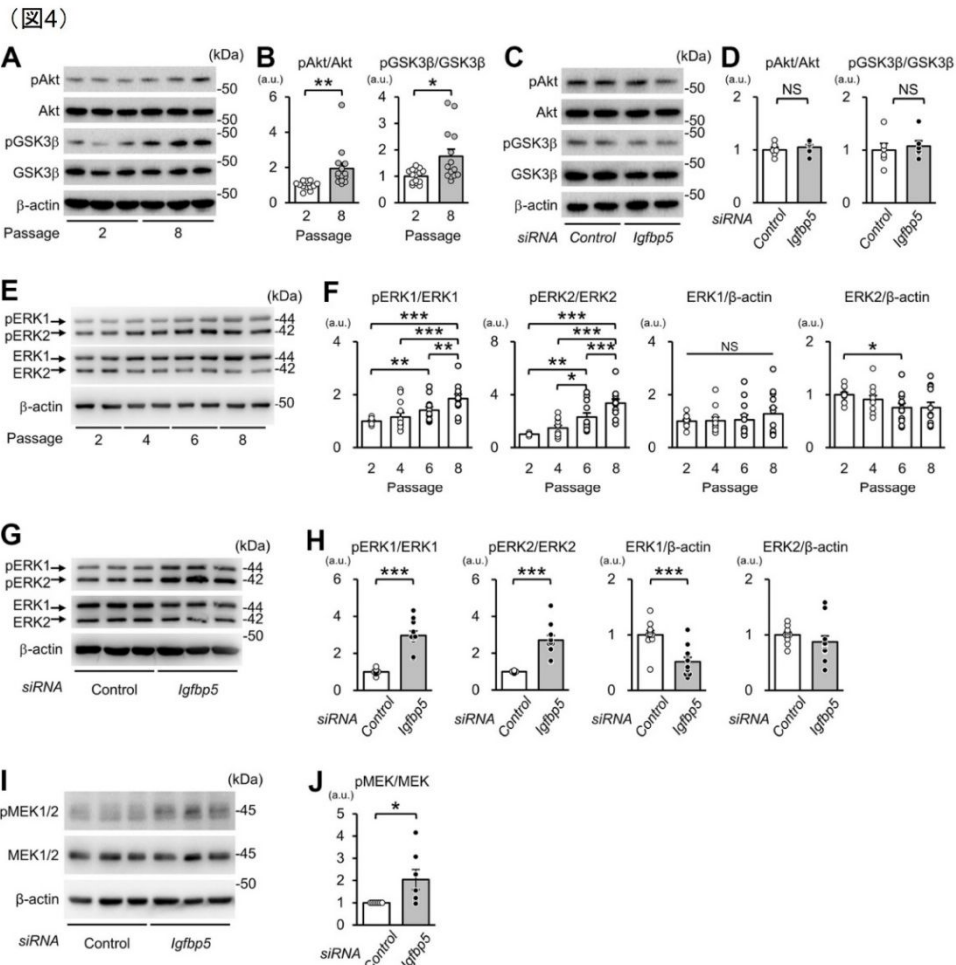 （図4）
A
(kDa)
pAkt
-50
Akt
-50
pGSK3β
-50
GSK3β
-50
β-actin
Passage 2 8
B
pAkt/Akt
(a.u.)
**
6
4
2
0
2 8
Passage
pGSK3β/GSK3β
(a.u.)
*
4
3
2
1
0
2 8
Passage
C
(kDa)
pAkt
-50
Akt
-50
pGSK3β
-50
GSK3β
-50
β-actin
siRNA Control Igfbp5
D
pAkt/Akt
(a.u.)
NS
2
1
0
siRNA Control Igfbp5
pGSK3β/GSK3β
(a.u.)
NS
2
1
0
Control Igfbp5
E
(kDa)
pERK1 -44
pERK2 -42
ERK1 -44
ERK2 -42
β-actin -50
Passage 2 4 6 8
F
pERK1/ERK1
(a.u.)
***
***
**
**
4
2
0
2 4 6 8
Passage
pERK2/ERK2
(a.u.)
***
***
***
**
*
8
4
0
2 4 6 8
Passage
ERK1/β-actin
(a.u.)
NS
4
2
0
2 4 6 8
Passage
ERK2/β-actin
(a.u.)
*
2
1
0
2 4 6 8
Passage
G
(kDa)
pERK1 -44
pERK2 -42
ERK1 -44
ERK2 -42
-50
β-actin
siRNA Control Igfbp5
H
pERK1/ERK1
(a.u.)
***
6
4
2
0
siRNA Control Igfbp5
pERK2/ERK2
(a.u.)
***
6
4
2
0
siRNA Control Igfbp5
ERK1/β-actin
(a.u.)
***
2
1
0
siRNA Control Igfbp5
ERK2/β-actin
(a.u.)
2
1
0
siRNA Control Igfbp5
I
(kDa)
pMEK1/2 -45
MEK1/2 -45
-50
β-actin
siRNA Control Igfbp5
J
pMEK/MEK
(a.u.)
*
5
4
3
2
1
0
siRNA Control Igfbp5